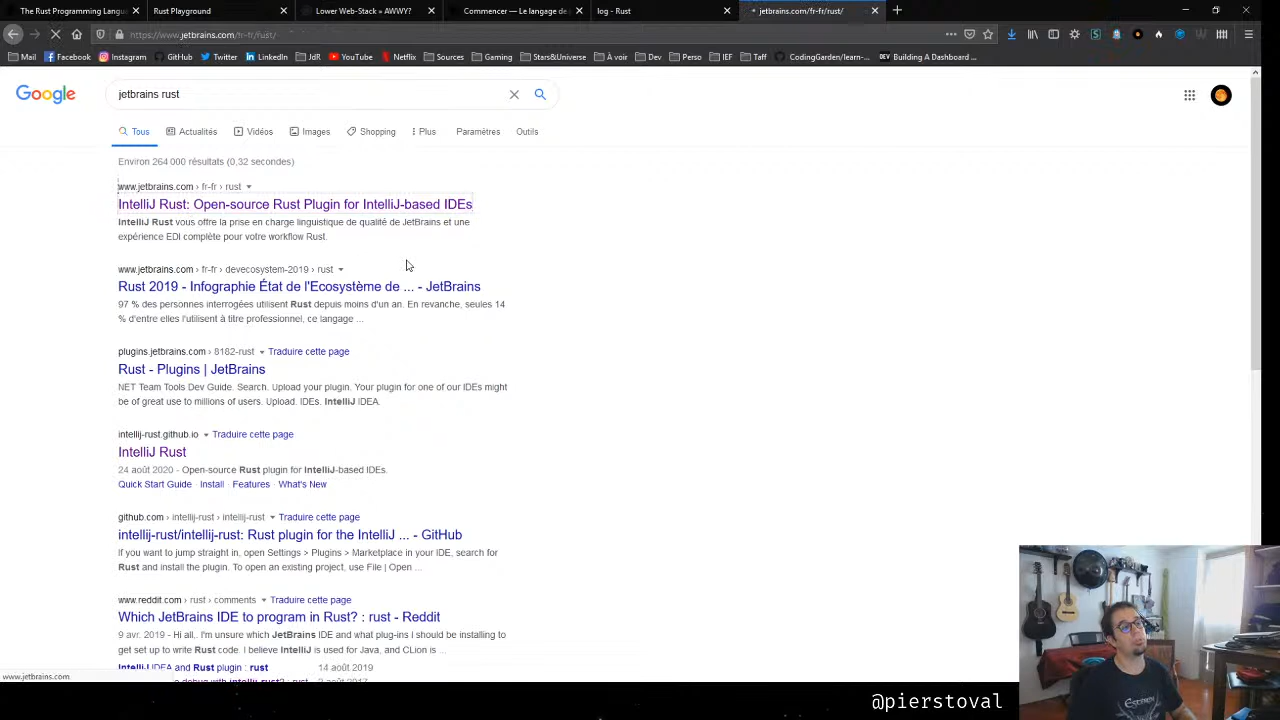 The Rust Programming Langu
Rust Playground
Lower Web-Stack » AWWY?
Commencer — Le langage de p
log - Rust
jetbrains.com/fr-fr/rust/
https://www.jetbrains.com/fr-fr/rust/
Mail
Facebook
Instagram
GitHub
Twitter
LinkedIn
JdR
YouTube
Netflix
Sources
Gaming
Stars&Universe
À voir
Dev
Perso
IEF
Taff
CodingGarden/learn-...
DEV
Building A Dashboard ...
Google
jetbrains rust
Tous
Actualités
Vidéos
Images
Shopping
Plus
Paramètres
Outils
Environ 264 000 résultats (0,32 secondes)
www.jetbrains.com › fr-fr › rust
IntelliJ Rust: Open-source Rust Plugin for IntelliJ-based IDEs
IntelliJ Rust vous offre la prise en charge linguistique de qualité de JetBrains et une
expérience EDI complète pour votre workflow Rust.
www.jetbrains.com › fr-fr › devecosystem-2019 › rust
Rust 2019 - Infographie État de l'Ecosystème de ... - JetBrains
97 % des personnes interrogées utilisent Rust depuis moins d'un an. En revanche, seules 14
% d'entre elles l'utilisent à titre professionnel, ce langage ...
plugins.jetbrains.com › 8182-rust Traduire cette page
Rust - Plugins | JetBrains
NET Team Tools Dev Guide. Search. Upload your plugin. Your plugin for one of our IDEs might
be of great use to millions of users. Upload. IDEs. IntelliJ IDEA.
intellij-rust.github.io Traduire cette page
IntelliJ Rust
24 août 2020 - Open-source Rust plugin for IntelliJ-based IDEs.
Quick Start Guide · Install · Features · What's New
github.com › intellij-rust › intellij-rust Traduire cette page
intellij-rust/intellij-rust: Rust plugin for the IntelliJ ... - GitHub
If you want to jump straight in, open Settings > Plugins > Marketplace in your IDE, search for
Rust and install the plugin. To open an existing project, use File | Open ...
www.reddit.com › rust › comments Traduire cette page
Which JetBrains IDE to program in Rust? : rust - Reddit
9 avr. 2019 - Hi all,. I'm unsure which JetBrains IDE and what plug-ins I should be installing to
get set up to write Rust code. I believe IntelliJ is used for Java, and CLion is ...
IntelliJ IDEA and Rust plugin : rust 14 août 2019
www.jetbrains.com
@pierstoval